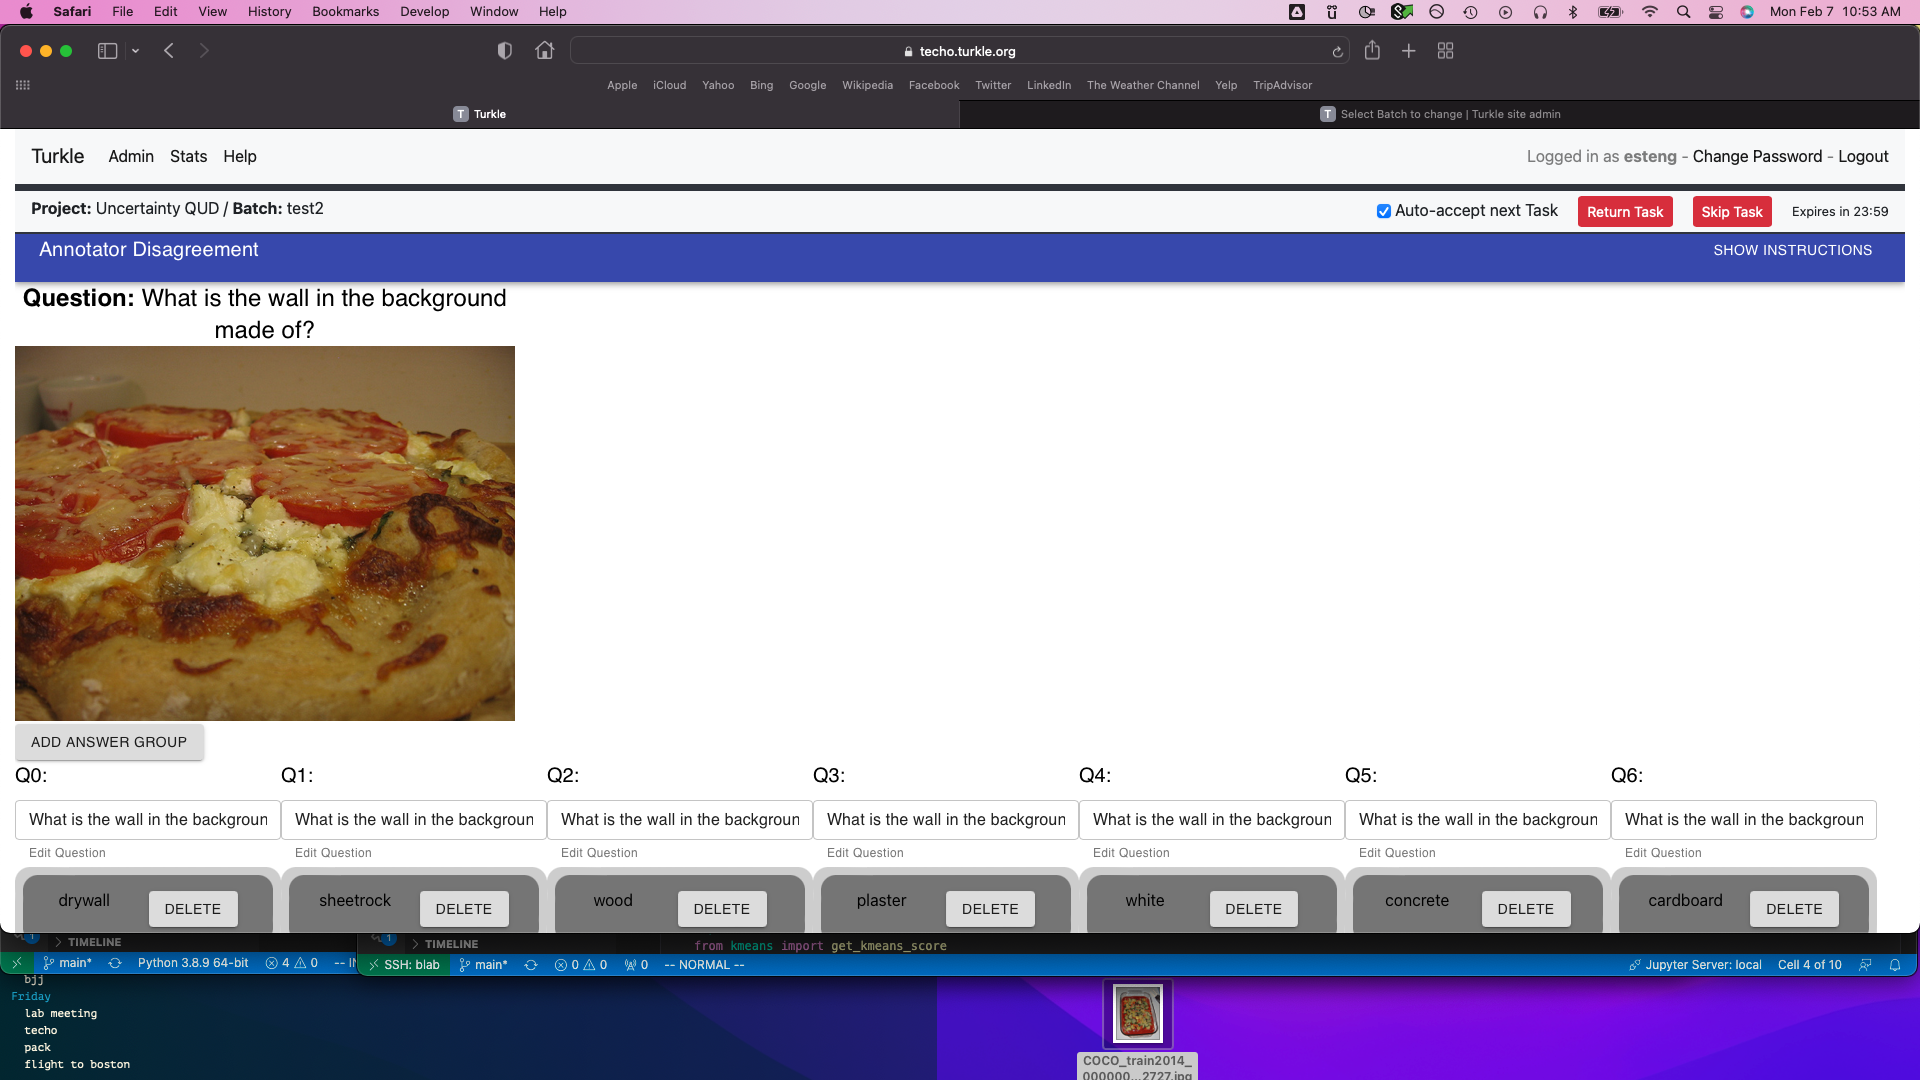 Safari File Edit View History Bookmarks Develop Window Help Mon Feb 7 10:53 AM
techo.turkle.org
Apple iCloud Yahoo Bing Google Wikipedia Facebook Twitter LinkedIn The Weather Channel Yelp TripAdvisor
T Turkle T Select Batch to change | Turkle site admin
Turkle Admin Stats Help Logged in as esteng - Change Password - Logout
Project: Uncertainty QUD / Batch: test2 Auto-accept next Task Return Task Skip Task Expires in 23:59
Annotator Disagreement SHOW INSTRUCTIONS
Question: What is the wall in the background
made of?
ADD ANSWER GROUP
Q0: Q1: Q2: Q3: Q4: Q5: Q6:
What is the wall in the backgroun What is the wall in the backgroun What is the wall in the backgroun What is the wall in the backgroun What is the wall in the backgroun What is the wall in the backgroun What is the wall in the backgroun
Edit Question Edit Question Edit Question Edit Question Edit Question Edit Question Edit Question
drywall DELETE sheetrock DELETE wood DELETE plaster DELETE white DELETE concrete DELETE cardboard DELETE
1 TIMELINE 1 TIMELINE from kmeans import get_kmeans_score
main* Python 3.8.9 64-bit 4 0 -- IN SSH: blab main* 0 0 0 -- NORMAL -- Jupyter Server: local Cell 4 of 10
bjj
Friday
lab meeting
techo
pack
flight to boston
COCO_train2014_
000000...2727.jpg